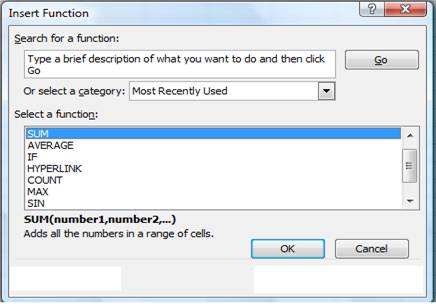 Insert Function
Search for a function:
Type a brief description of what you want to do and then click
Go
Go
Or select a category: Most Recently Used
Select a function:
SUM
AVERAGE
IF
HYPERLINK
COUNT
MAX
SIN
SUM(number1,number2,...)
Adds all the numbers in a range of cells.
OK Cancel